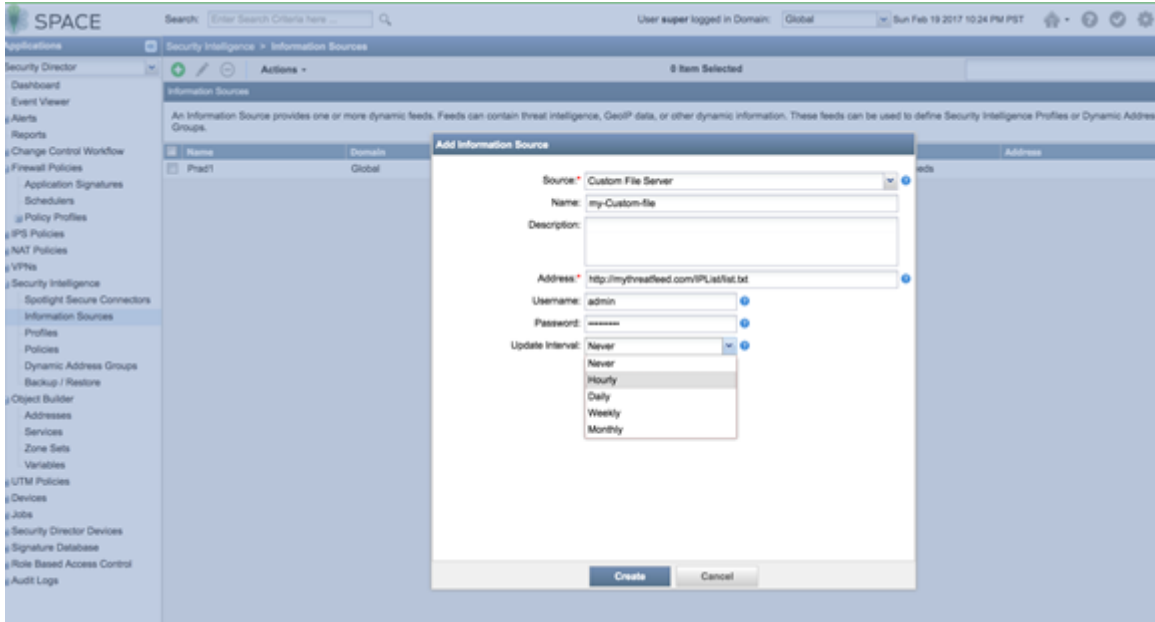 SPACE
Search: Enter Search Criteria here ...
User super logged in Domain: Global
Sun Feb 19 2017 10:24 PM PST
Applications
Security Intelligence > Information Sources
Security Director
Actions
0 Item Selected
Dashboard
Event Viewer
Alerts
Reports
Change Control Workflow
Firewall Policies
Application Signatures
Schedulers
Policy Profiles
IPS Policies
NAT Policies
VPNs
Security Intelligence
Spotlight Secure Connectors
Information Sources
Profiles
Policies
Dynamic Address Groups
Backup / Restore
Object Builder
Addresses
Services
Zone Sets
Variables
UTM Policies
Devices
Jobs
Security Director Devices
Signature Database
Role Based Access Control
Audit Logs
Information Sources
An Information Source provides one or more dynamic feeds. Feeds can contain threat intelligence, GeoIP data, or other dynamic information. These feeds can be used to define Security Intelligence Profiles or Dynamic Addres
Groups.
Name Domain Address
Prad1 Global eeds
Add Information Source
Source:* Custom File Server
Name: my-Custom-file
Description:
Address:* http://mythreatfeed.com/IPList/list.txt
Username: admin
Password:
Update Interval: Never
Never
Hourly
Daily
Weekly
Monthly
Create Cancel